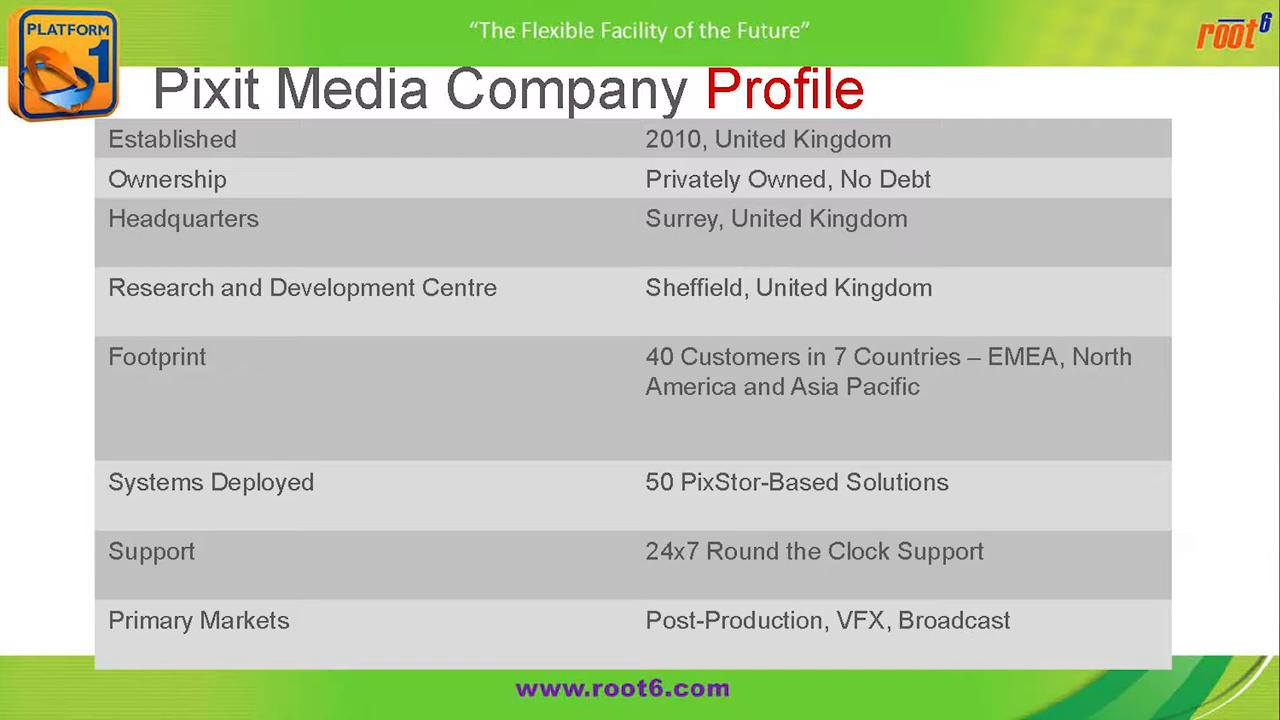 PLATFORM
1
“The Flexible Facility of the Future”
root6
Pixit Media Company Profile
Established 2010, United Kingdom
Ownership Privately Owned, No Debt
Headquarters Surrey, United Kingdom
Research and Development Centre Sheffield, United Kingdom
Footprint 40 Customers in 7 Countries – EMEA, North
America and Asia Pacific
Systems Deployed 50 PixStor-Based Solutions
Support 24x7 Round the Clock Support
Primary Markets Post-Production, VFX, Broadcast
www.root6.com